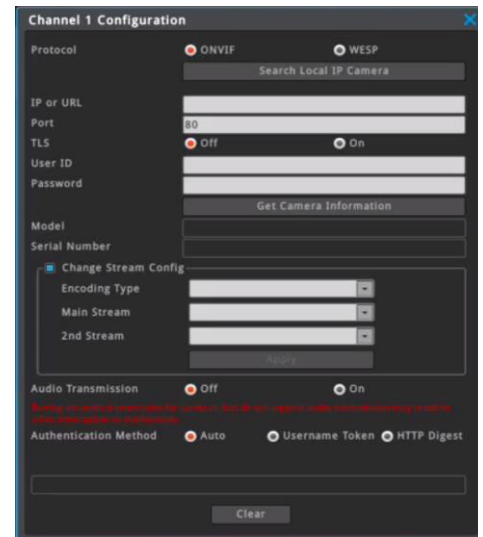 Channel 1 Configuration
Protocol ONVIF WESP
Search Local IP Camera
IP or URL
Port 80
TLS Off On
User ID
Password
Get Camera Information
Model
Serial Number
Change Stream Config
Encoding Type
Main Stream
2nd Stream
Apply
Audio Transmission Off On
Authentication Method Auto Username Token HTTP Digest
Clear